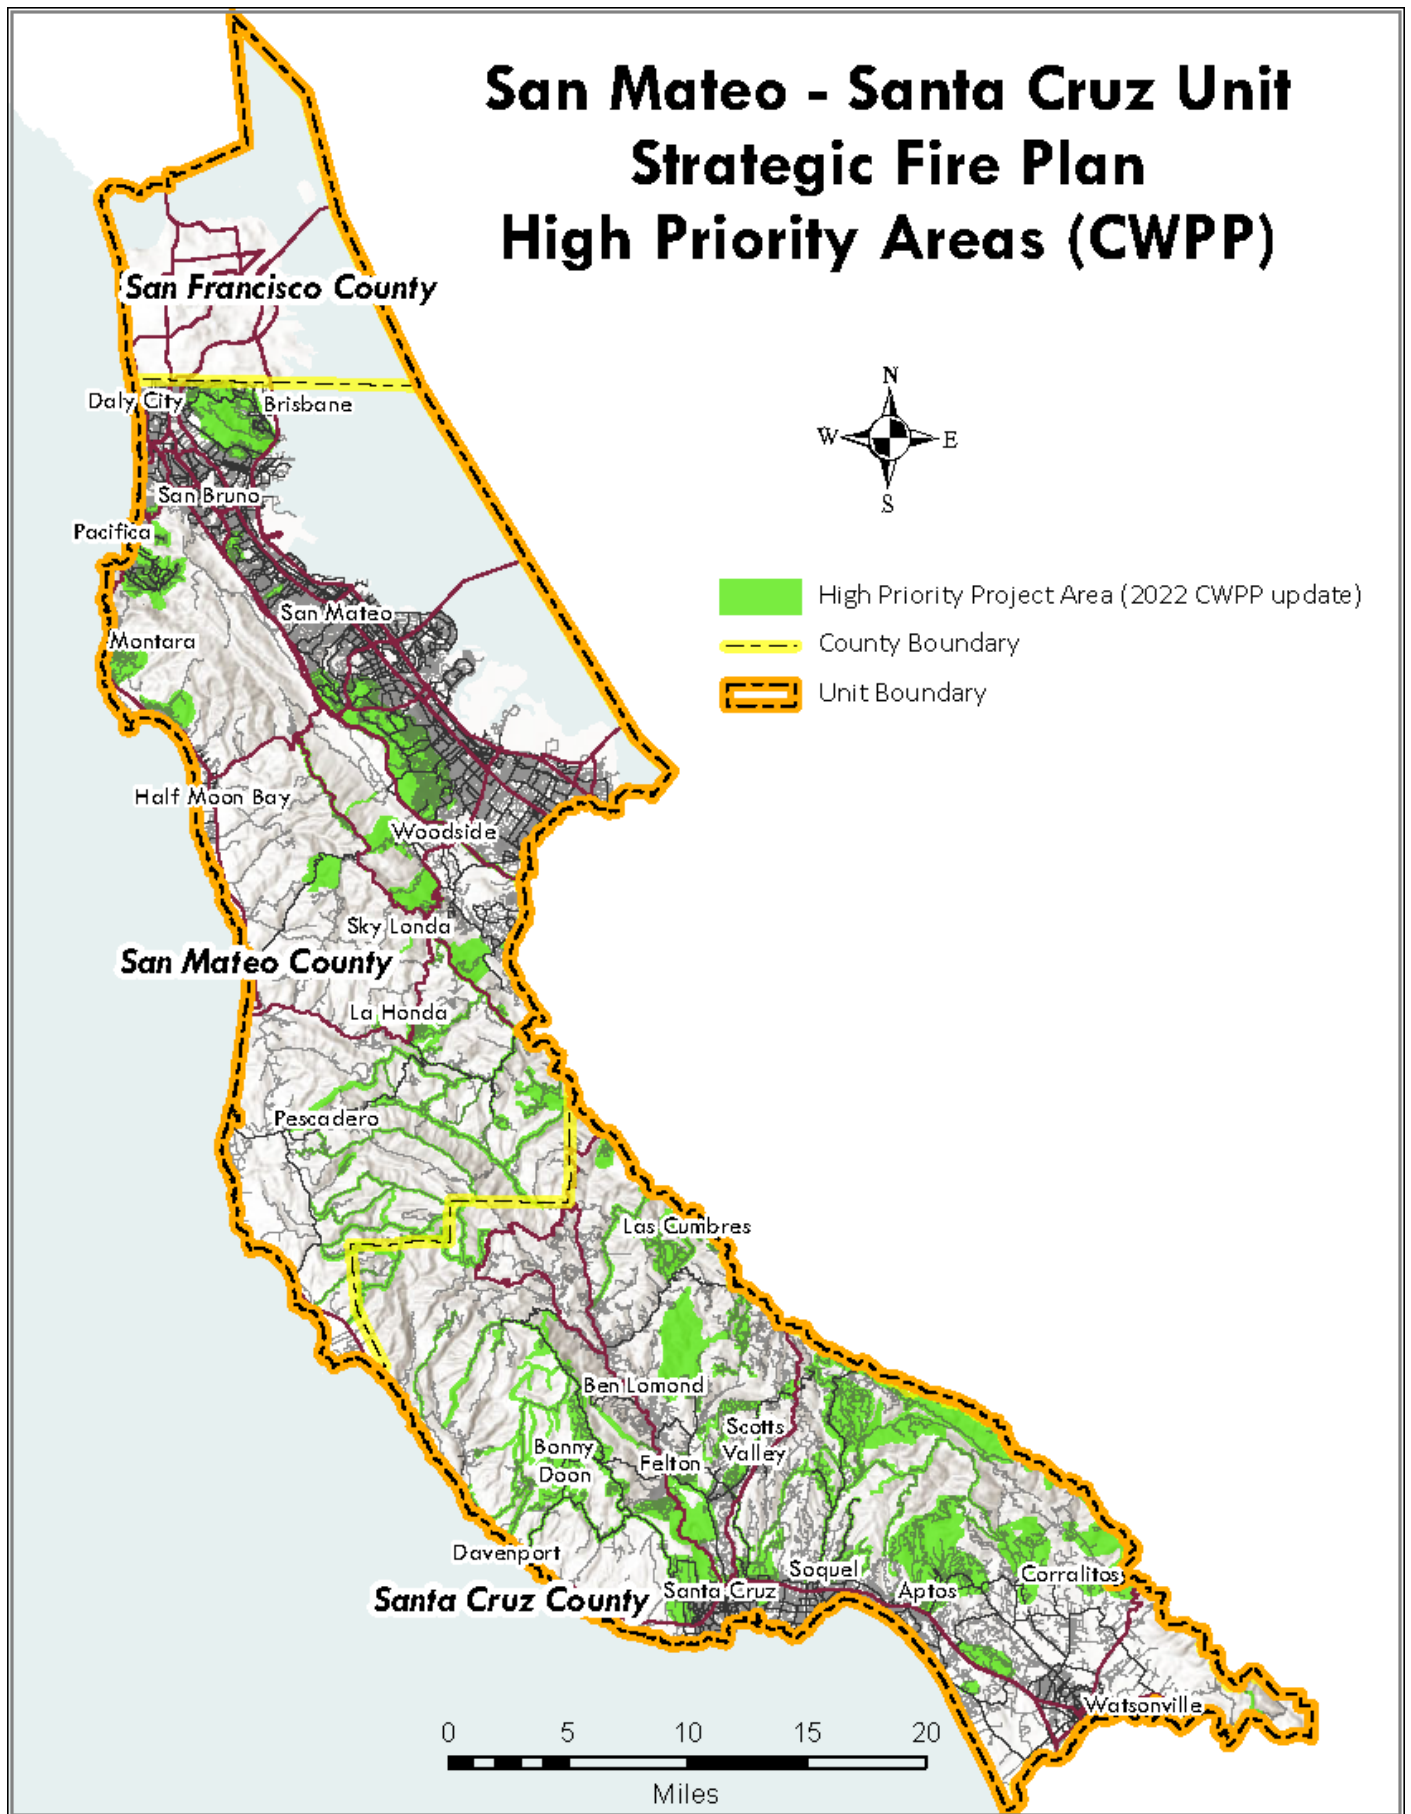 San Mateo - Santa Cruz Unit
Strategic Fire Plan
High Priority Areas (CWPP)
San Francisco County
N
W
E
S
Daly City
Brisbane
San Bruno
Pacifica
High Priority Project Area (2022 CWPP update)
San Mateo
Montara
County Boundary
Unit Boundary
Half Moon Bay
Woodside
Sky Londa
San Mateo County
La Honda
Pescadero
Las Cumbres
Ben Lomond
Scotts
Valley
Bonny
Doon
Felton
Davenport
Soquel
Corralitos
Santa Cruz
Aptos
Santa Cruz County
Watsonville
0 5 10 15 20
Miles